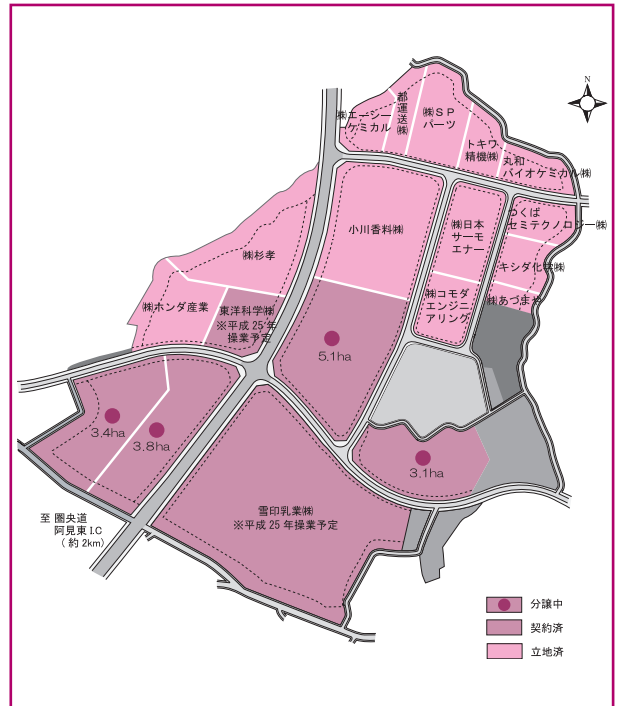 N
㈱エーシー
ケミカル
都運送㈱
㈱ＳＰ
パーツ
トキワ
精機㈱
丸和
バイオケミカル㈱
つくば
セミテクノロジー㈱
小川香料㈱
㈱日本
サーモ
エナー
キシダ化学㈱
㈱あづまや
㈱コモダ
エンジニ
アリング
㈱杉孝
㈱ホンダ産業
東洋科学㈱
※平成25年
操業予定
5.1ha
3.4ha
3.8ha
3.1ha
雪印乳業㈱
※平成25年操業予定
至 圏央道
阿見東I.C
(約2km)
分譲中
契約済
立地済